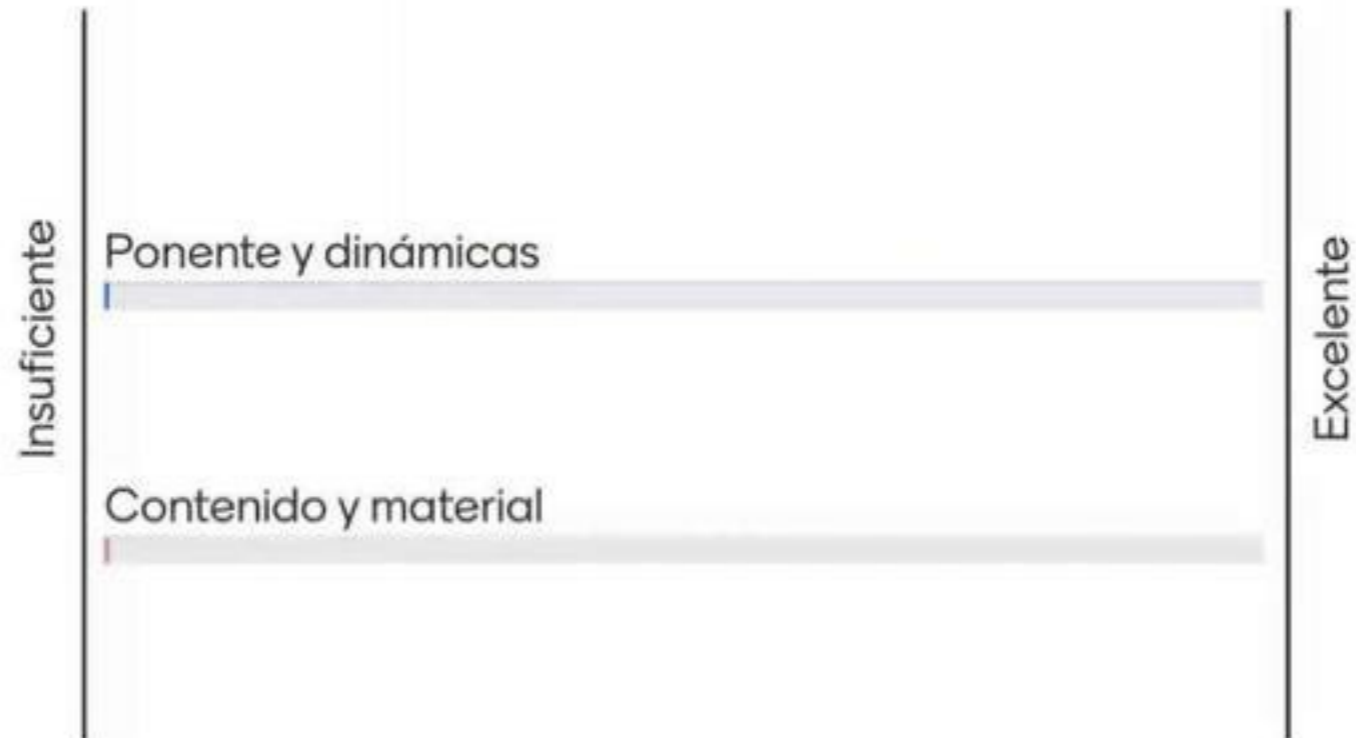 Insuficiente
Ponente y dinámicas
Contenido y material
Excelente